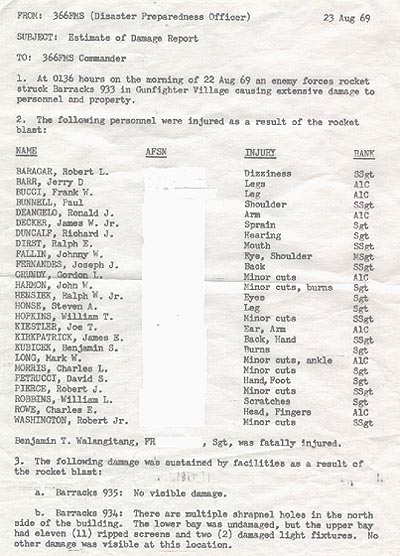 FROM: 366FMS (Disaster Preparedness Officer) 23 Aug 69
SUBJECT: Estimate of Damage Report
TO: 366FMS Commander
1. At 0136 hours on the morning of 22 Aug 69 an enemy forces rocket
struck Barracks 933 in Gunfighter Village causing extensive damage to
personnel and property.
2. The following personnel were injured as a result of the rocket
blast:
NAME AFSN INJURY RANK
BARAGAR, Robert L. Dizziness SSgt
BARR, Jerry D Legs A1C
BUCCI, Frank W. Leg A1C
BUNNELL, Paul Shoulder SSgt
DEANGELO, Ronald J. Arm A1C
DECKER, James W. Jr. Sprain Sgt
DUNCALF, Richard J. Hearing Sgt
DIRST, Ralph E. Mouth SSgt
FALLIN, Johnny W. Eye, Shoulder MSgt
FERNANDES, Joseph J. Back SSgt
GRUNDY, Gordon L. Minor cuts A1C
HARMON, John W. Minor cuts, burns Sgt
HENSIEK, Ralph W. Jr. Eyes Sgt
HONSE, Steven A. Leg Sgt
HOPKINS, William T. Minor cuts SSgt
KIESTLER, Joe T. Ear, Arm A1C
KIRKPATRICK, James E. Back, Hand SSgt
KUBICEK, Benjamin S. Burns Sgt
LONG, Mark W. Minor cuts, ankle A1C
MORRIS, Charles L. Minor cuts Sgt
PETRUCCI, David S. Hand,Foot Sgt
PIERCE, Robert J. Minor cuts SSgt
ROBBINS, William L. Scratches SSgt
ROWE, Charles E. Head, Fingers A1C
WASHINGTON, Robert Jr. Minor cuts SSgt
Benjamin T. Walangitang, FR , Sgt, was fatally injured.
3. The following damage was sustained by facilities as a result of
the rocket blast:
a. Barracks 935: No visible damage.
b. Barracks 934: There are multiple shrapnel holes in the north
side of the building. The lower bay was undamaged, but the upper bay
had eleven (11) ripped screens and two (2) damaged light fixtures. No
other damage was visible at this location.